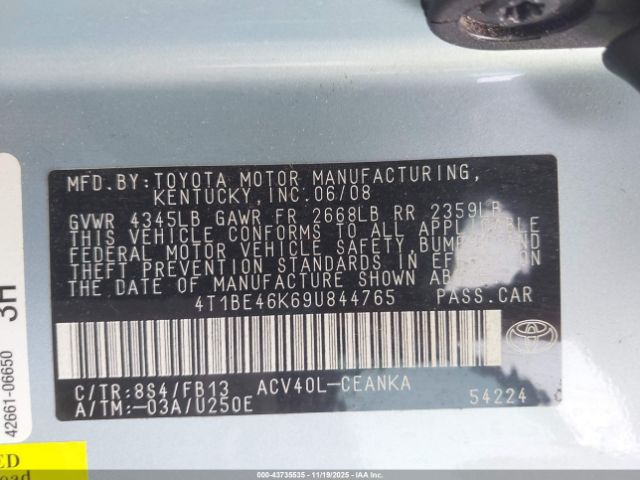 MFD.BY:TOYOTA MOTOR MANUFACTURING,
KENTUCKY,INC.06/08
GVWR 4345LB GAWR FR 2668LB RR 2359LB
THIS VEHICLE CONFORMS TO ALL APPLICABLE
FEDERAL MOTOR VEHICLE SAFETY, BUMPER, AND
THEFT PREVENTION STANDARDS IN EFFECT ON
THE DATE OF MANUFACTURE SHOWN ABOVE.
4T1BE46K69U844765 PASS.CAR
C/TR:8S4/FB13 ACV40L-CEANKA
A/TM:-03A/U250E 54224
TOYOTA
42661-06650 3H
000-43735535 - 11/19/2025 - IAAI.COM